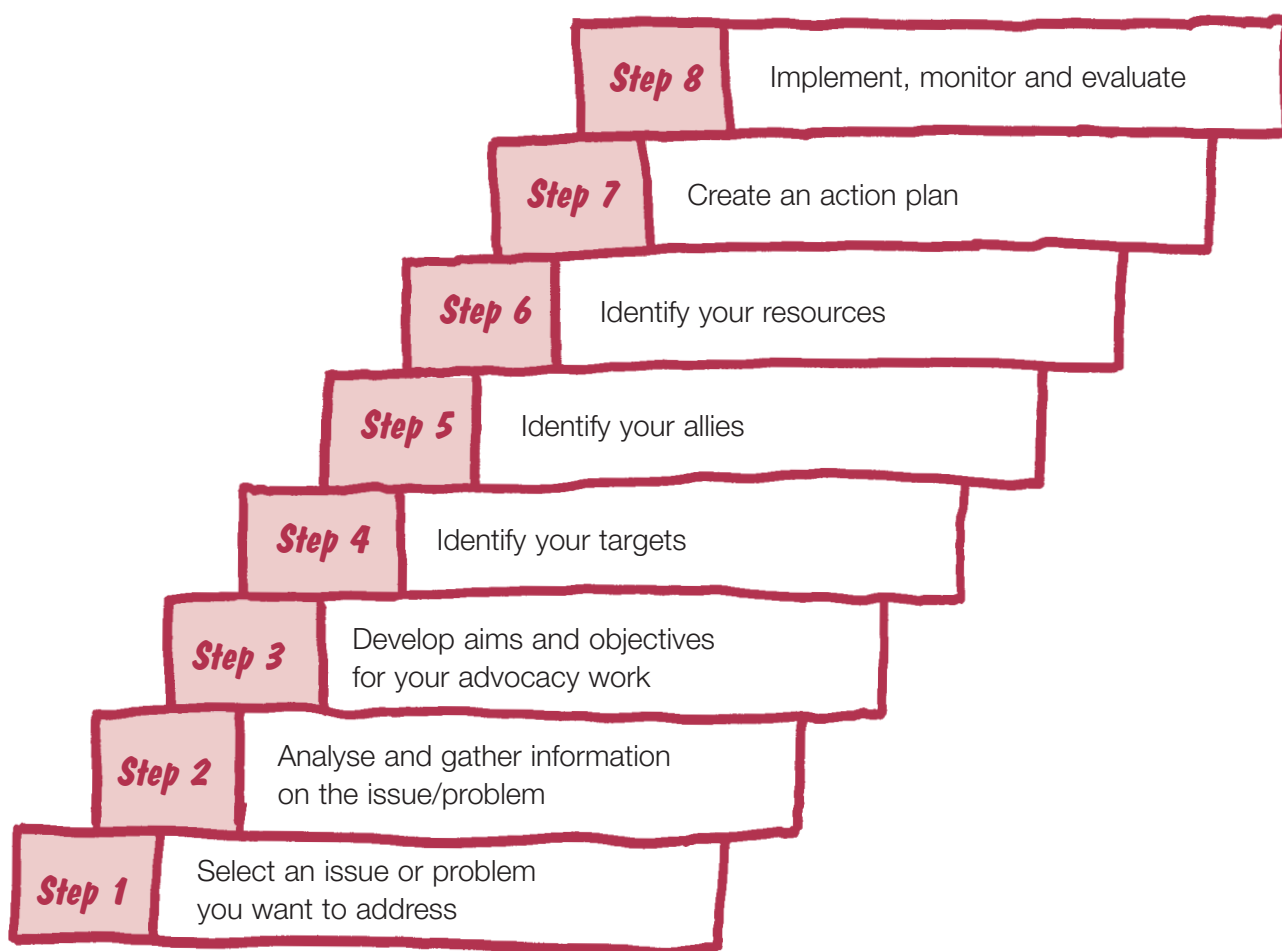 Step 8 Implement, monitor and evaluate
Step 7 Create an action plan
Step 6 Identify your resources
Step 5 Identify your allies
Step 4 Identify your targets
Step 3 Develop aims and objectives
for your advocacy work
Step 2 Analyse and gather information
on the issue/problem
Step 1 Select an issue or problem
you want to address